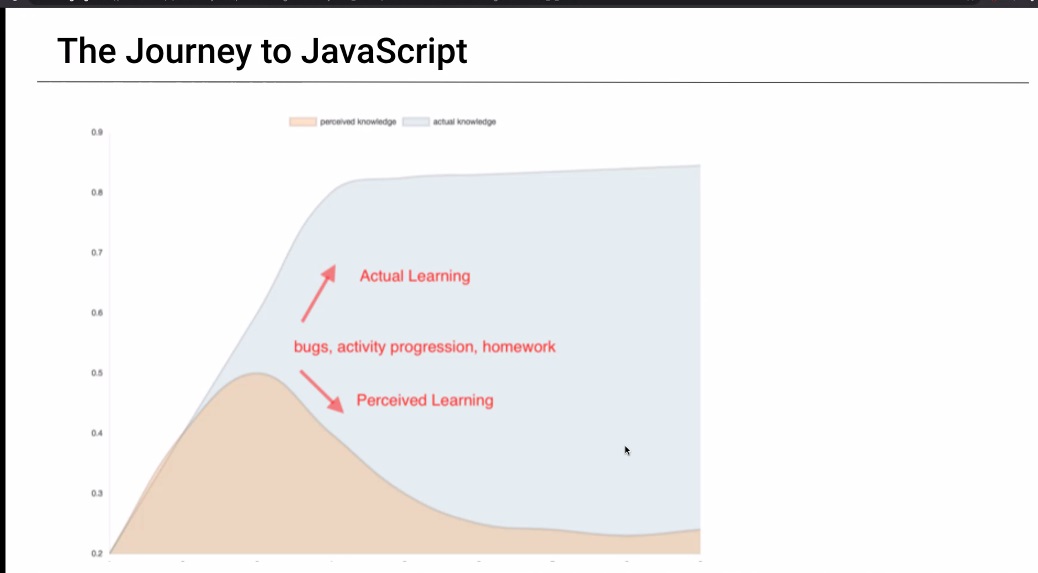 The Journey to JavaScript
perceived knowledge actual knowledge
0.9
0.8
0.7
Actual Learning
0.6
bugs, activity progression, homework
0.5
Perceived Learning
0.4
0.3
0.2